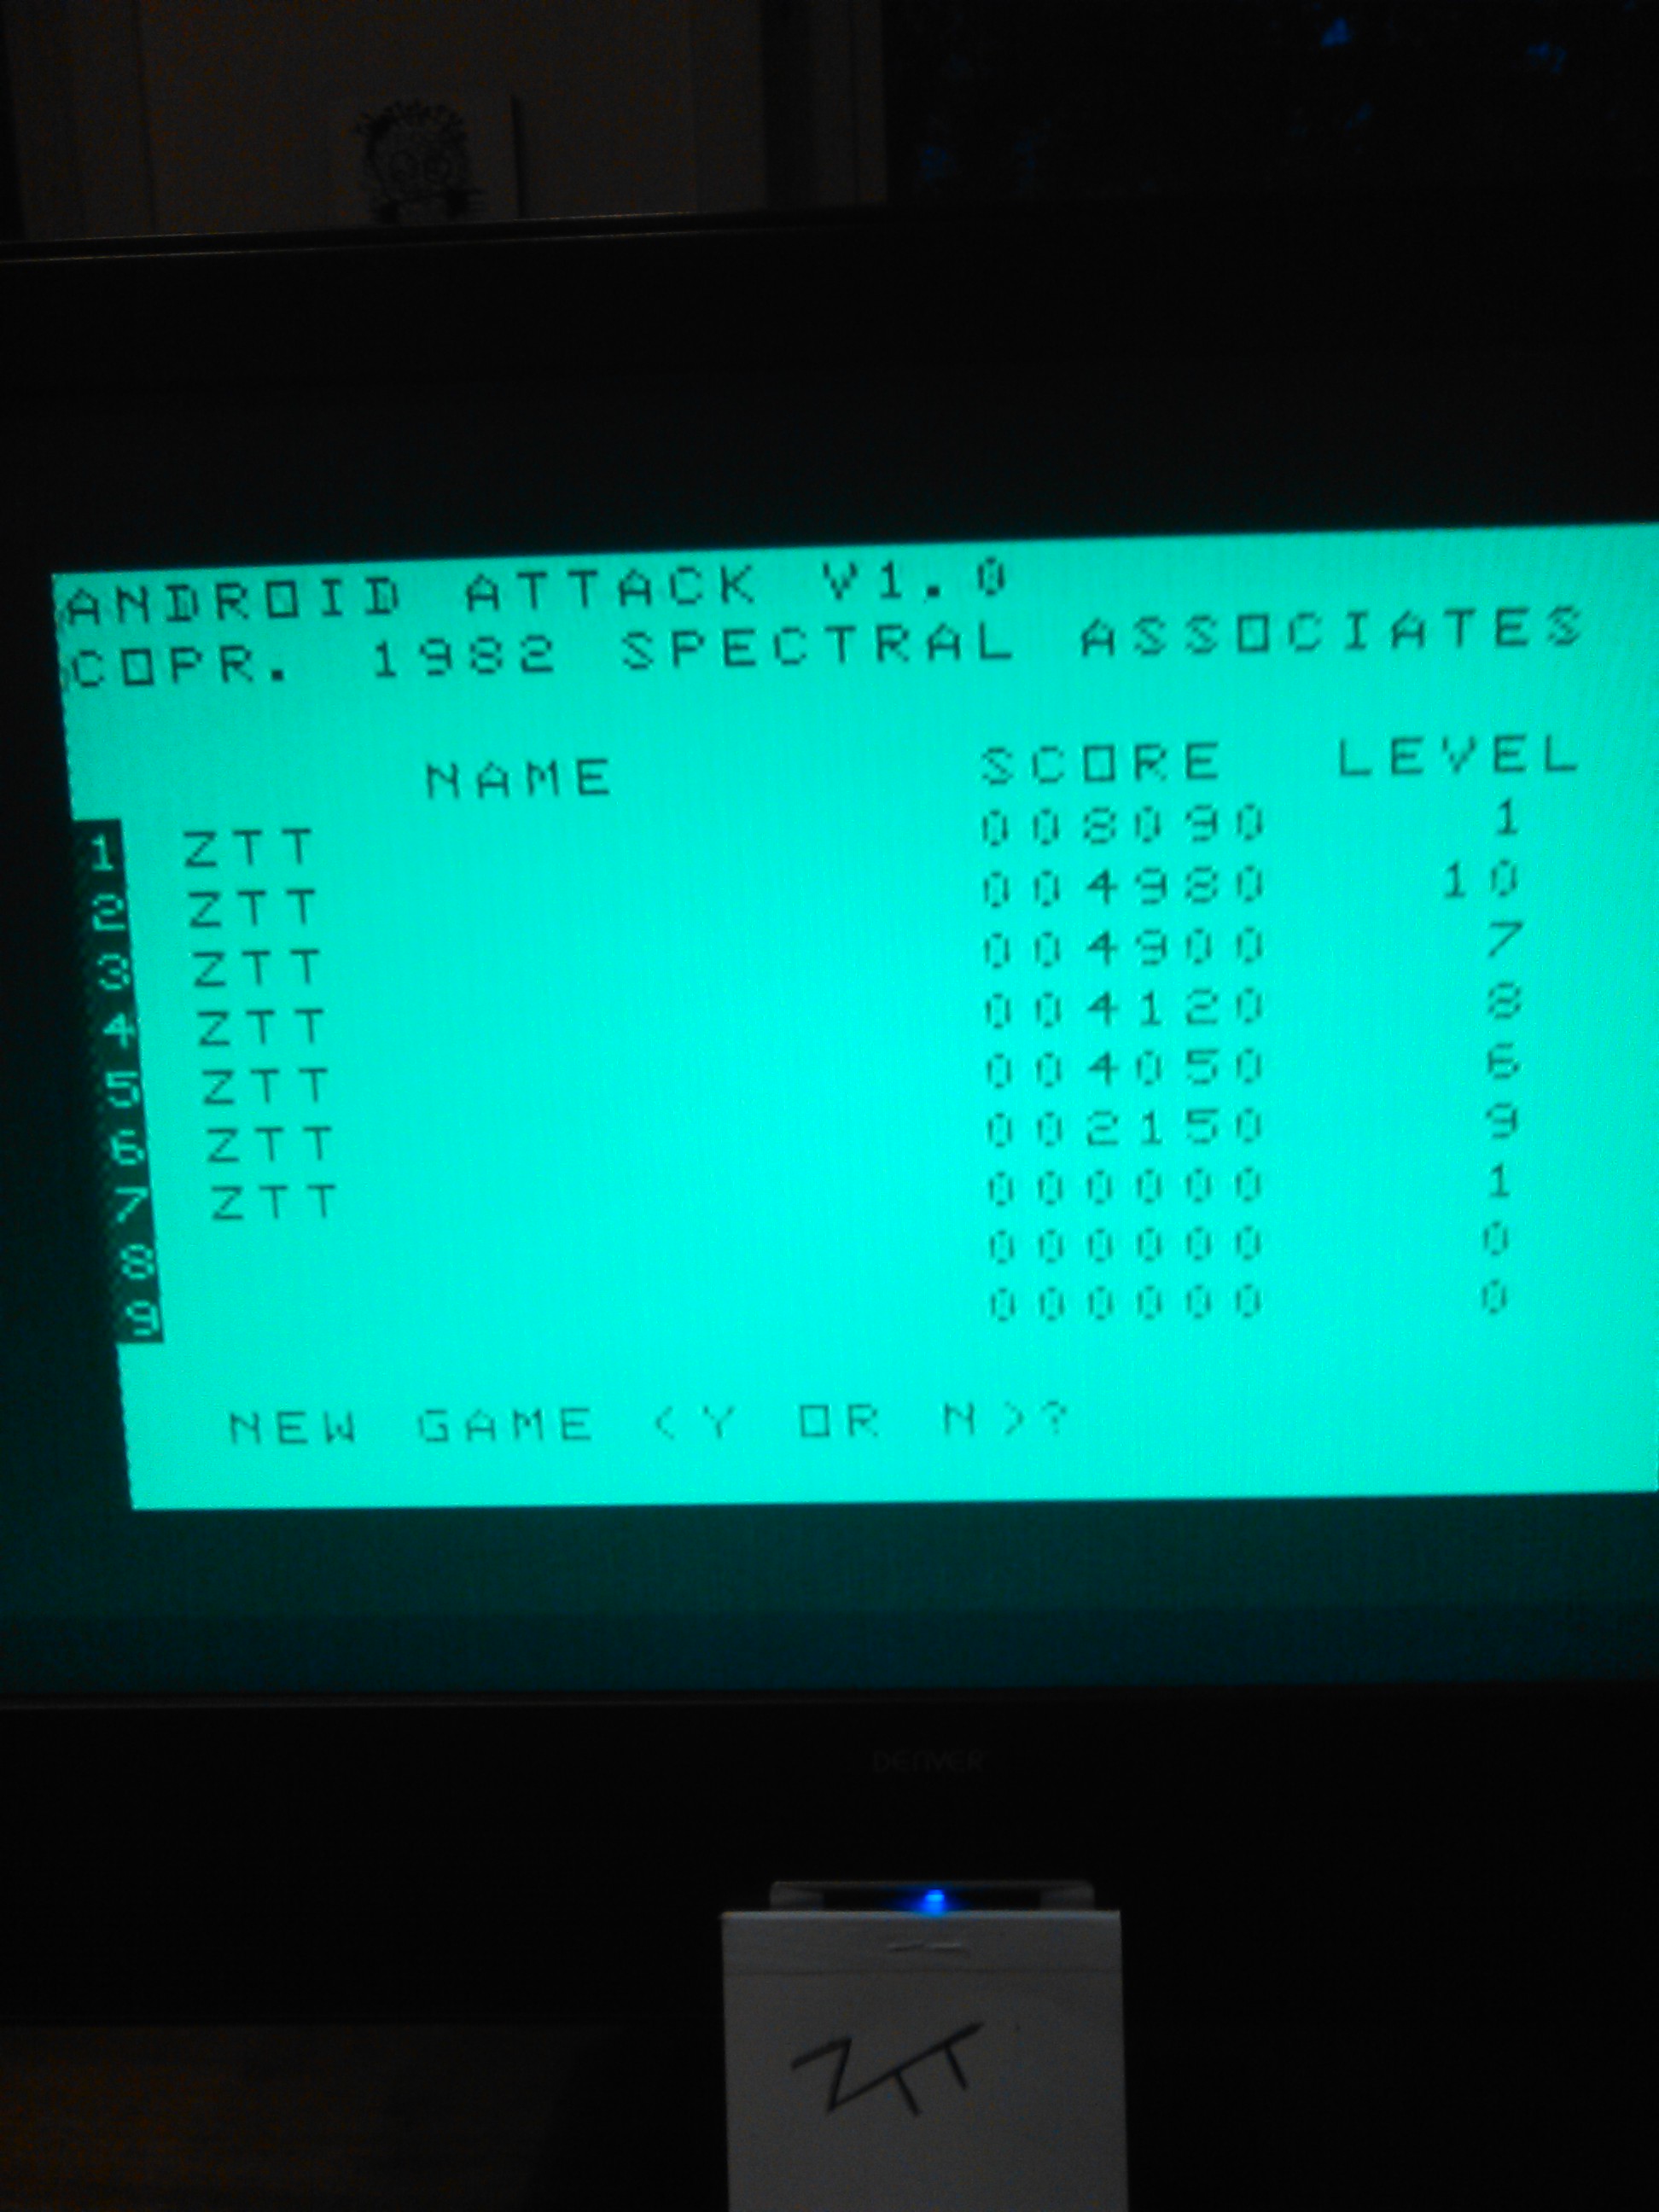 ANDROID ATTACK V1.0
COPR. 1982 SPECTRAL ASSOCIATES
NAME SCORE LEVEL
1 ZTT 008090 1
2 ZTT 004980 10
3 ZTT 004900 7
4 ZTT 004120 8
5 ZTT 004050 6
6 ZTT 002150 9
7 ZTT 000000 1
8 000000 0
9 000000 0
NEW GAME <Y OR N>?
DENVER
ZTT